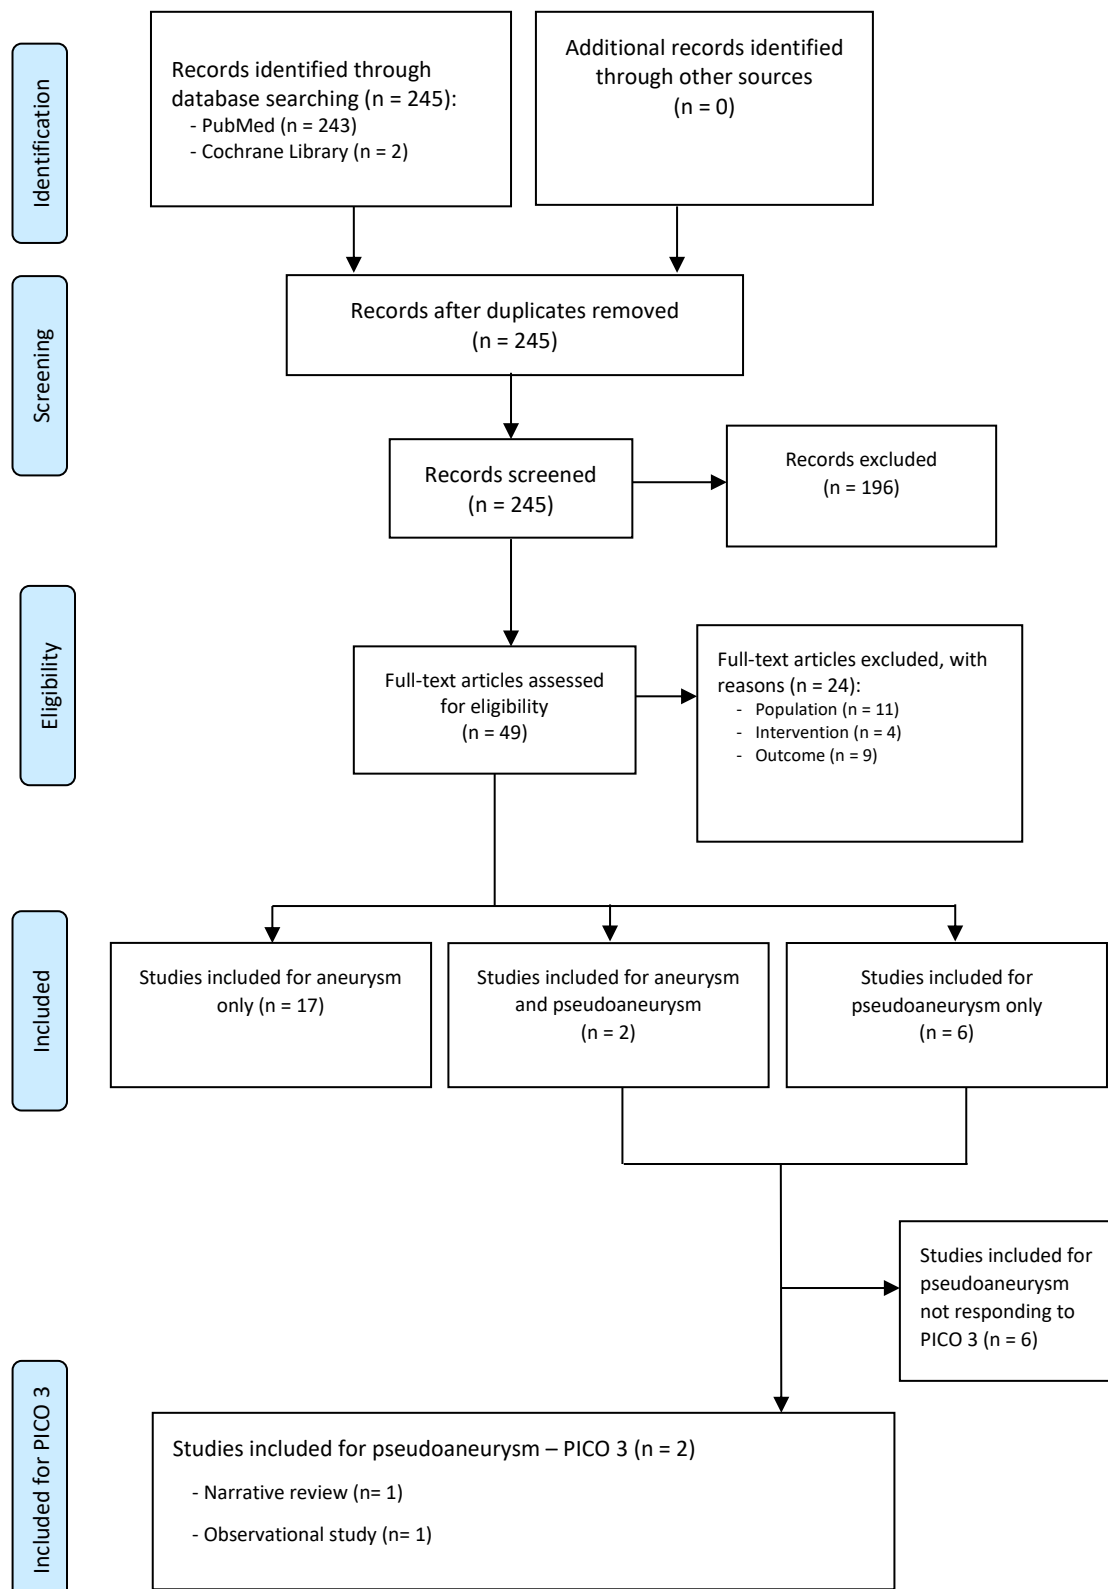 Identification
Records identified through
database searching (n = 245):
- PubMed (n = 243)
- Cochrane Library (n = 2)
Additional records identified
through other sources
(n = 0)
Screening
Records after duplicates removed
(n = 245)
Records screened
(n = 245)
Records excluded
(n = 196)
Eligibility
Full-text articles assessed
for eligibility
(n = 49)
Full-text articles excluded, with
reasons (n = 24):
- Population (n = 11)
- Intervention (n = 4)
- Outcome (n = 9)
Included
Studies included for aneurysm
only (n = 17)
Studies included for aneurysm
and pseudoaneurysm
(n = 2)
Studies included for
pseudoaneurysm only
(n = 6)
Studies included for
pseudoaneurysm
not responding to
PICO 3 (n = 6)
Included for PICO 3
Studies included for pseudoaneurysm – PICO 3 (n = 2)
- Narrative review (n= 1)
- Observational study (n= 1)